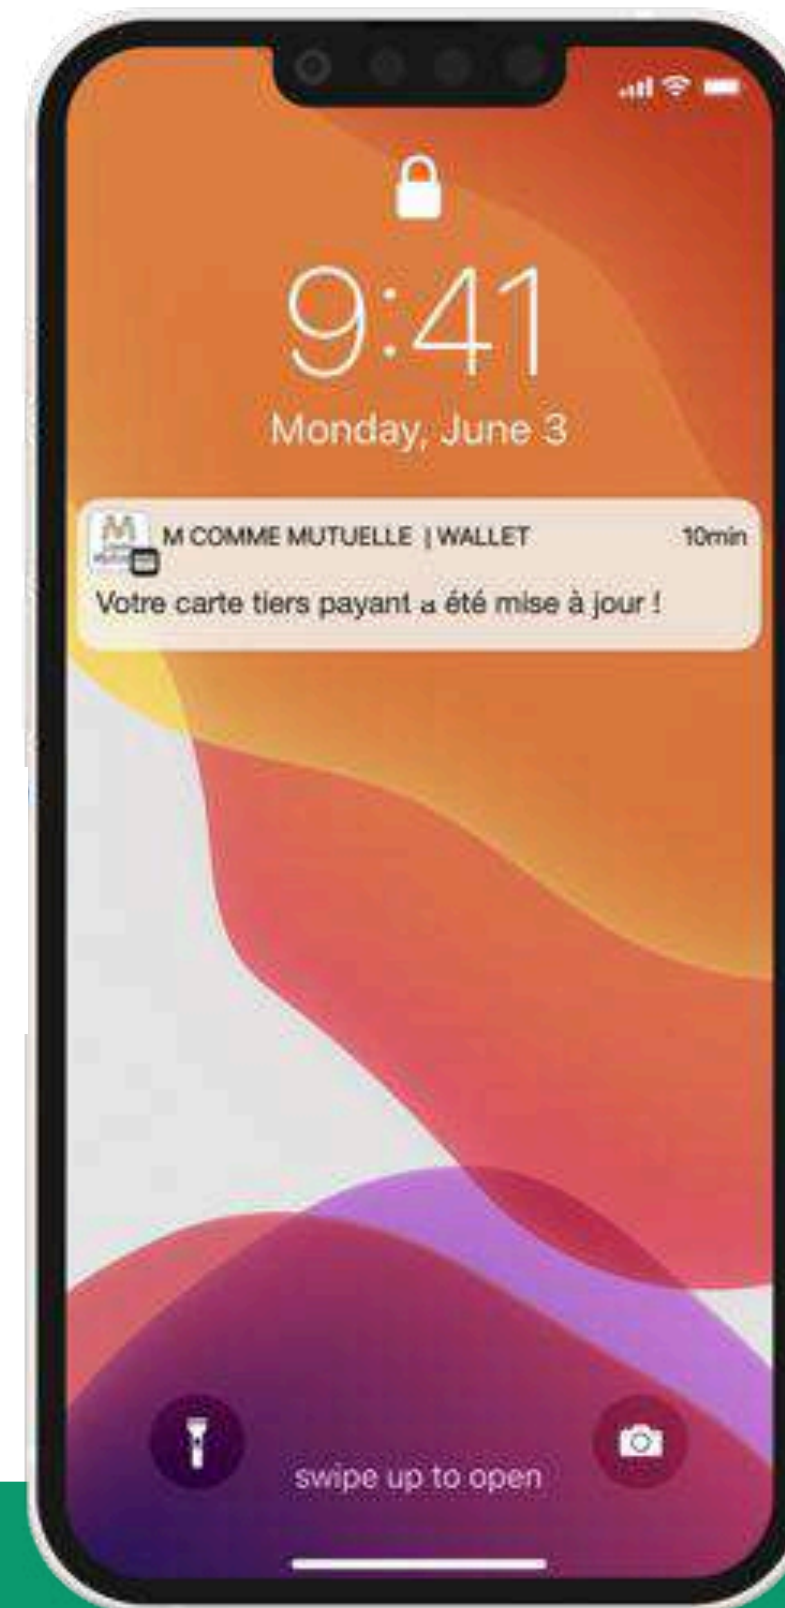 9:41
Monday, June 3
M
M COMME MUTUELLE | WALLET
10min
Votre carte tiers payant a été mise à jour !
swipe up to open